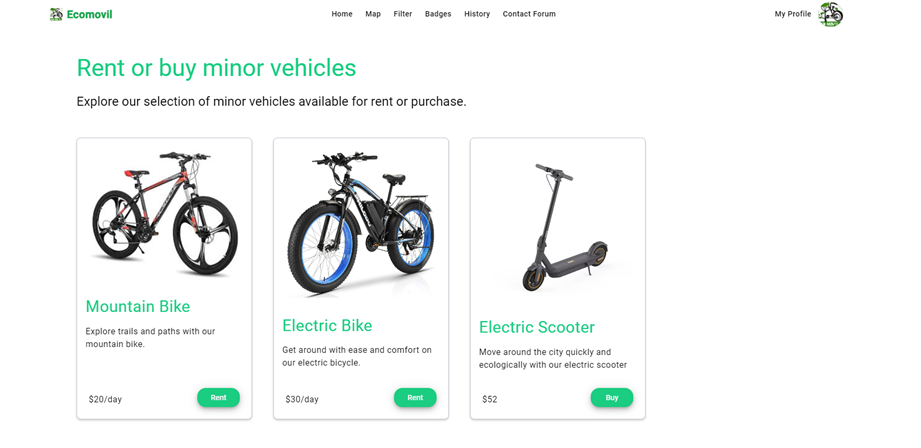 Ecomovil
Home Map Filter Badges History Contact Forum
My Profile
Rent or buy minor vehicles
Explore our selection of minor vehicles available for rent or purchase.
Mountain Bike
Explore trails and paths with our
mountain bike.
$20/day
Rent
Electric Bike
Get around with ease and comfort on
our electric bicycle.
$30/day
Rent
Electric Scooter
Move around the city quickly and
ecologically with our electric scooter
$52
Buy